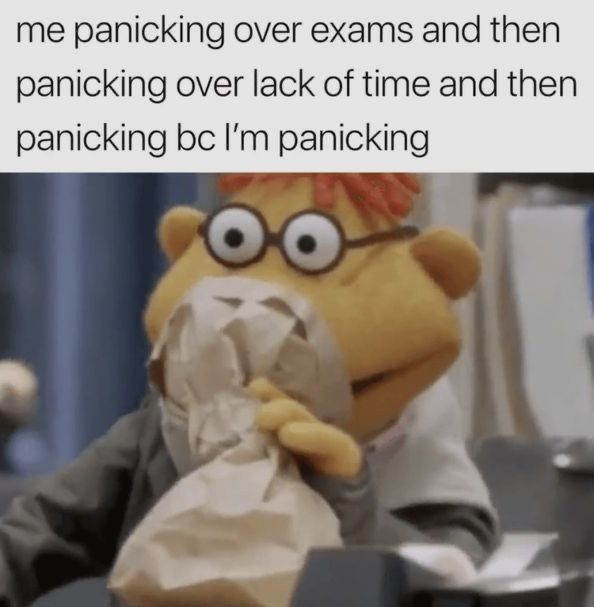 me panicking over exams and then
panicking over lack of time and then
panicking bc I'm panicking